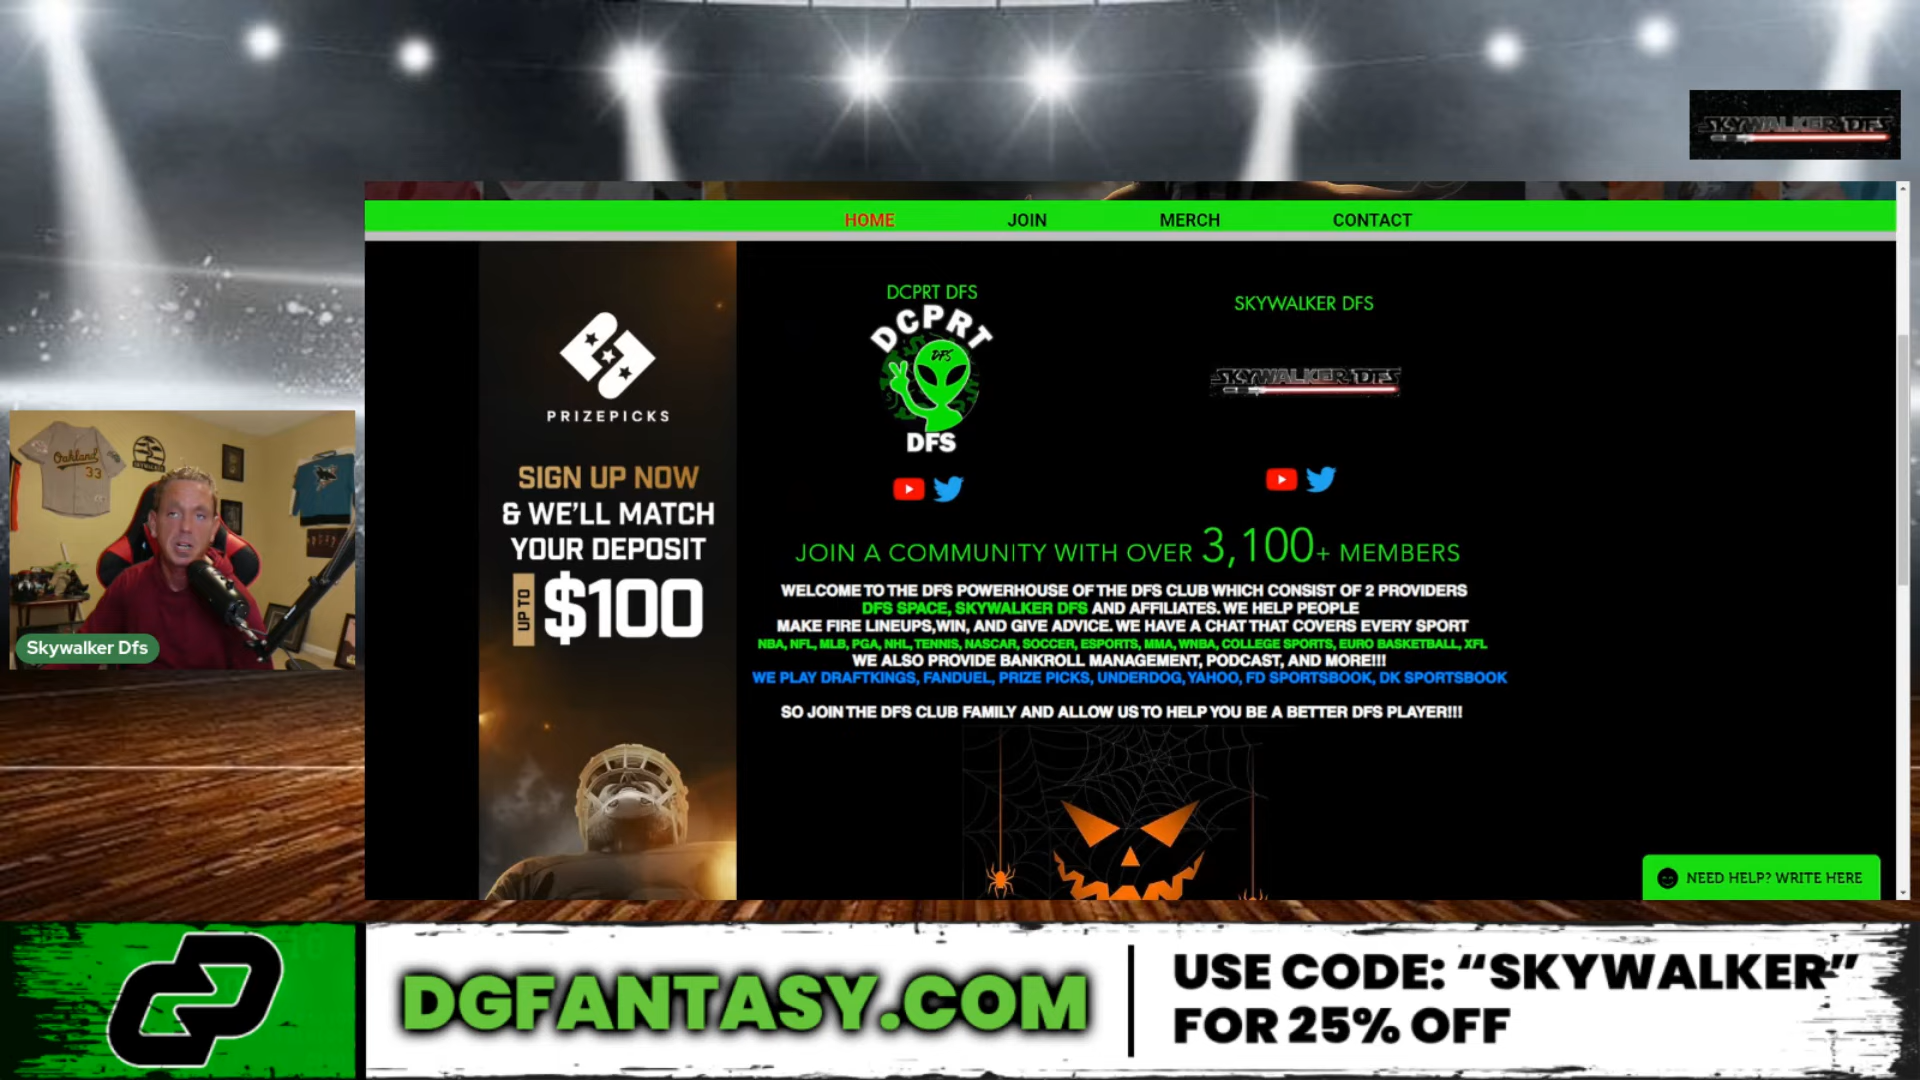 SKYWALKER DFS
HOME JOIN MERCH CONTACT
PRIZEPICKS
SIGN UP NOW
& WE'LL MATCH
YOUR DEPOSIT
UP TO $100
DCPRT DFS
DCPRT
DFS
DFS
SKYWALKER DFS
SKYWALKER DFS
JOIN A COMMUNITY WITH OVER 3,100+ MEMBERS
WELCOME TO THE DFS POWERHOUSE OF THE DFS CLUB WHICH CONSIST OF 2 PROVIDERS
DFS SPACE, SKYWALKER DFS AND AFFILIATES. WE HELP PEOPLE
MAKE FIRE LINEUPS,WIN, AND GIVE ADVICE. WE HAVE A CHAT THAT COVERS EVERY SPORT
NBA, NFL, MLB, PGA, NHL, TENNIS, NASCAR, SOCCER, ESPORTS, MMA, WNBA, COLLEGE SPORTS, EURO BASKETBALL, XFL
WE ALSO PROVIDE BANKROLL MANAGEMENT, PODCAST, AND MORE!!!
WE PLAY DRAFTKINGS, FANDUEL, PRIZE PICKS, UNDERDOG, YAHOO, FD SPORTSBOOK, DK SPORTSBOOK
SO JOIN THE DFS CLUB FAMILY AND ALLOW US TO HELP YOU BE A BETTER DFS PLAYER!!!
NEED HELP? WRITE HERE
Oakland
33
Skywalker Dfs
DGFANTASY.COM
USE CODE: “SKYWALKER”
FOR 25% OFF